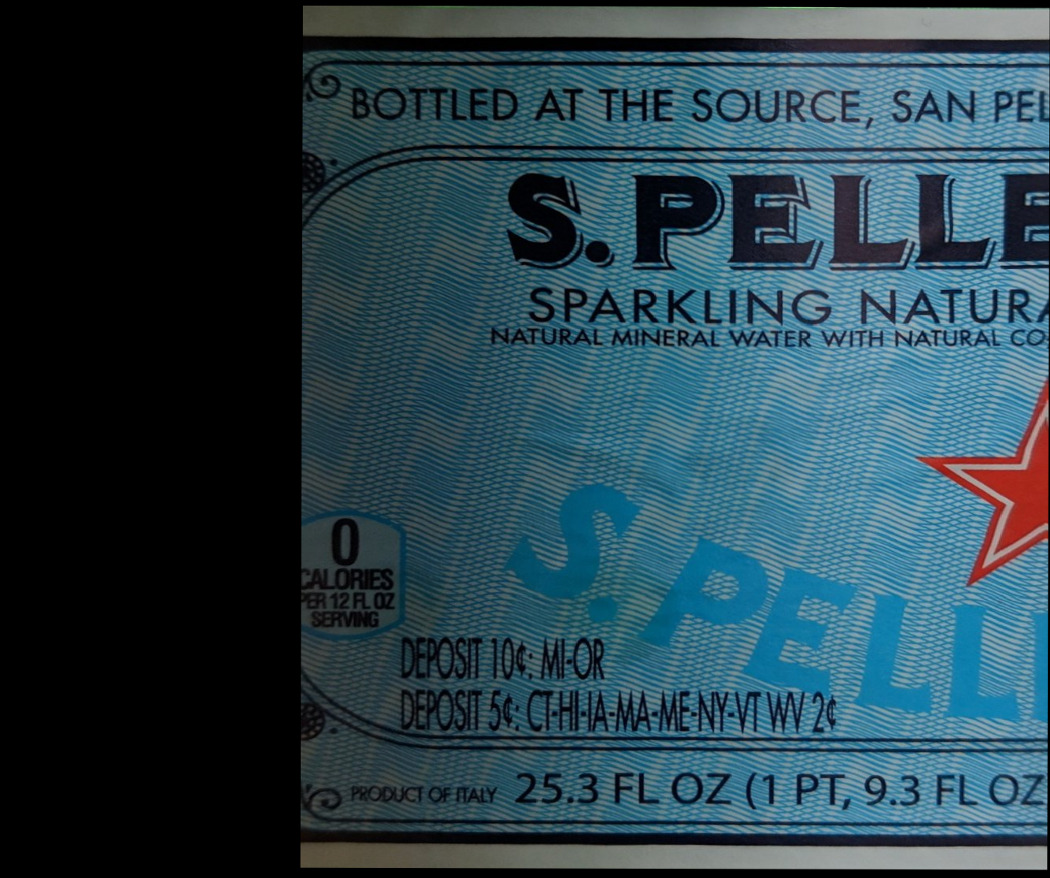 BOTTLED AT THE SOURCE, SAN PEL
S.PELLE
SPARKLING NATURA
NATURAL MINERAL WATER WITH NATURAL CO
S.PELL
0
CALORIES
PER 12 FL OZ
SERVING
DEPOSIT 10¢: MI-OR
DEPOSIT 5¢: CT-HI-IA-MA-ME-NY-VT WV 2¢
PRODUCT OF ITALY 25.3 FL OZ (1 PT, 9.3 FL OZ